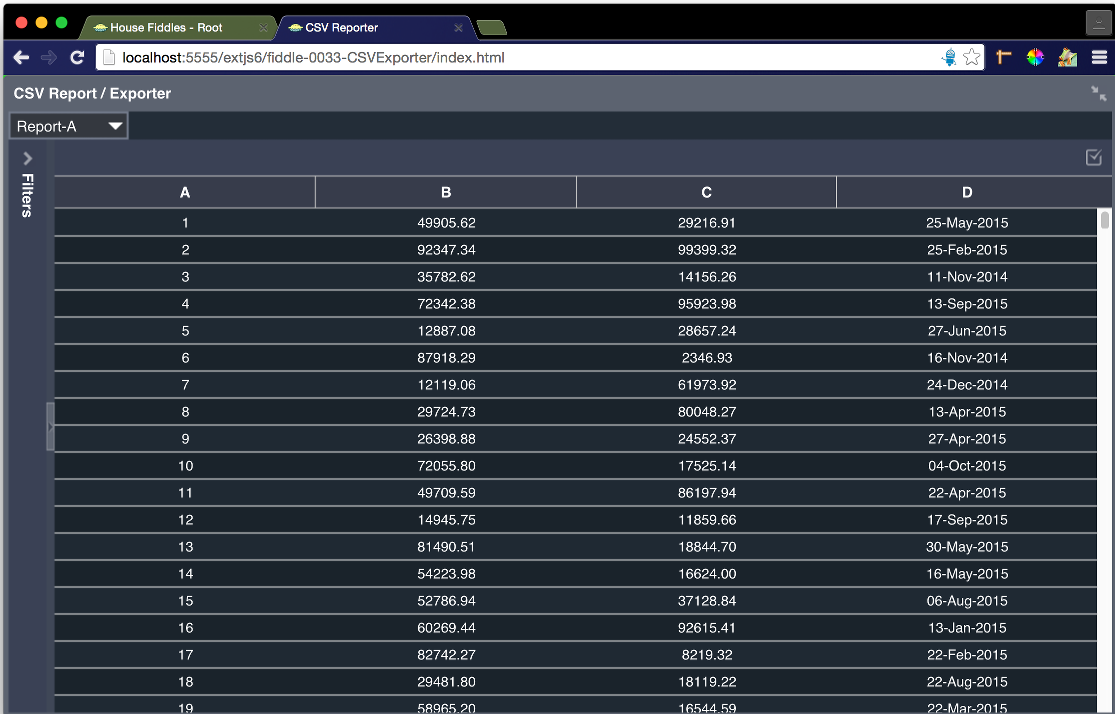 House Fiddles - Root
CSV Reporter
localhost:5555/extjs6/fiddle-0033-CSVExporter/index.html
CSV Report / Exporter
Report-A
Filters
A B C D
1 49905.62 29216.91 25-May-2015
2 92347.34 99399.32 25-Feb-2015
3 35782.62 14156.26 11-Nov-2014
4 72342.38 95923.98 13-Sep-2015
5 12887.08 28657.24 27-Jun-2015
6 87918.29 2346.93 16-Nov-2014
7 12119.06 61973.92 24-Dec-2014
8 29724.73 80048.27 13-Apr-2015
9 26398.88 24552.37 27-Apr-2015
10 72055.80 17525.14 04-Oct-2015
11 49709.59 86197.94 22-Apr-2015
12 14945.75 11859.66 17-Sep-2015
13 81490.51 18844.70 30-May-2015
14 54223.98 16624.00 16-May-2015
15 52786.94 37128.84 06-Aug-2015
16 60269.44 92615.41 13-Jan-2015
17 82742.27 8219.32 22-Feb-2015
18 29481.80 18119.22 22-Aug-2015
19 58965.20 16544.59 22-Mar-2015